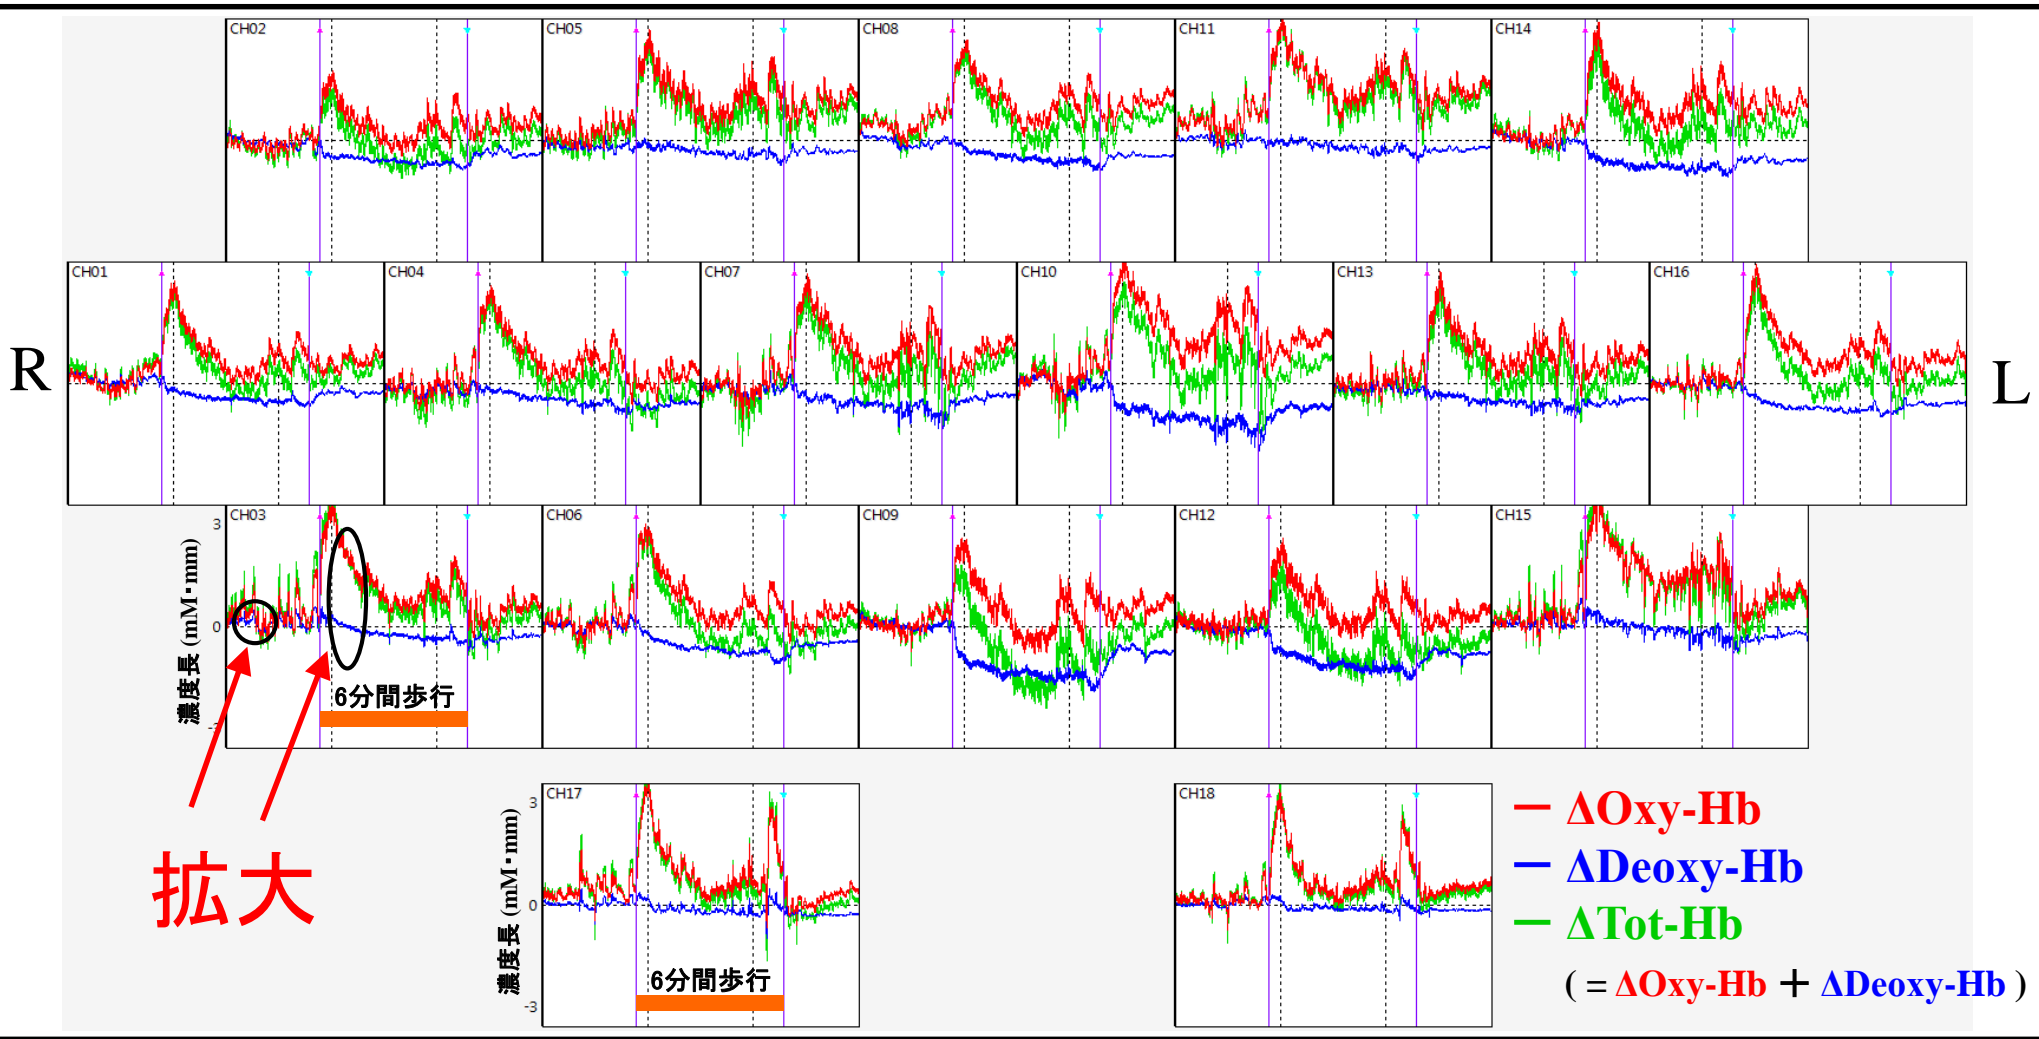 CH02
CH05
CH08
CH11
CH14
CH01
CH04
CH07
CH10
CH13
CH16
R
L
CH03
CH06
CH09
CH12
CH15
3
0
濃度長 (mM・mm)
6分間歩行
拡大
CH17
CH18
3
0
-3
濃度長 (mM・mm)
6分間歩行
ΔOxy-Hb
ΔDeoxy-Hb
ΔTot-Hb
( = ΔOxy-Hb + ΔDeoxy-Hb )